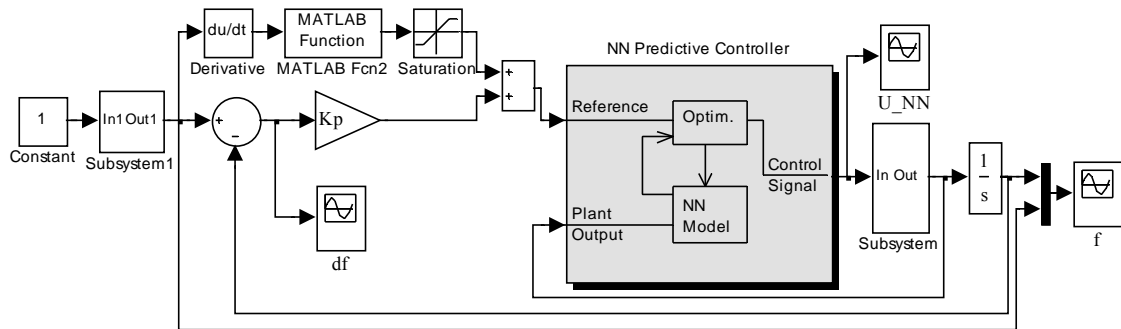 du/dt
Derivative
MATLAB
Function
MATLAB Fcn2
Saturation
+
+
NN Predictive Controller
U_NN
1
Constant
In1 Out1
Subsystem1
+
−
Kp
df
Reference
Optim.
Control
Signal
Plant
Output
NN
Model
In Out
Subsystem
1
s
f